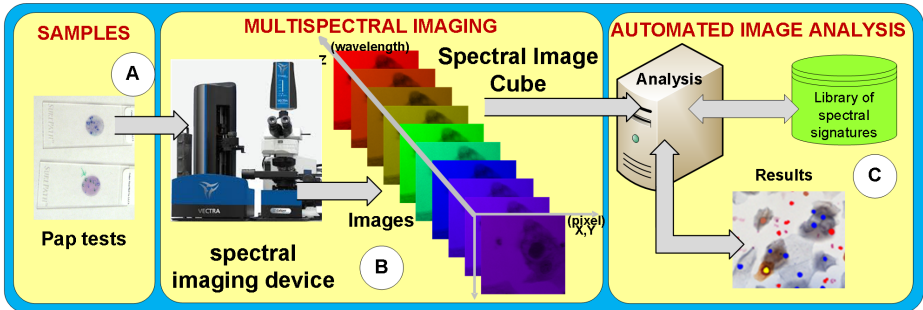 SAMPLES
A
Pap tests
MULTISPECTRAL IMAGING
(wavelength)
Z
Spectral Image
Cube
VECTRA
Images
(pixel)
X,Y
spectral
imaging device
B
AUTOMATED IMAGE ANALYSIS
Analysis
Library of
spectral
signatures
C
Results